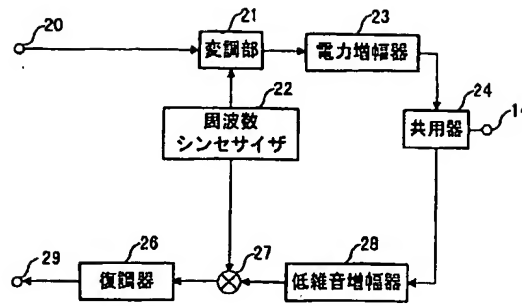 20
21
変調部
23
電力増幅器
22
周波数
シンセサイザ
24
共用器
14
29
26
復調器
27
28
低雑音増幅器